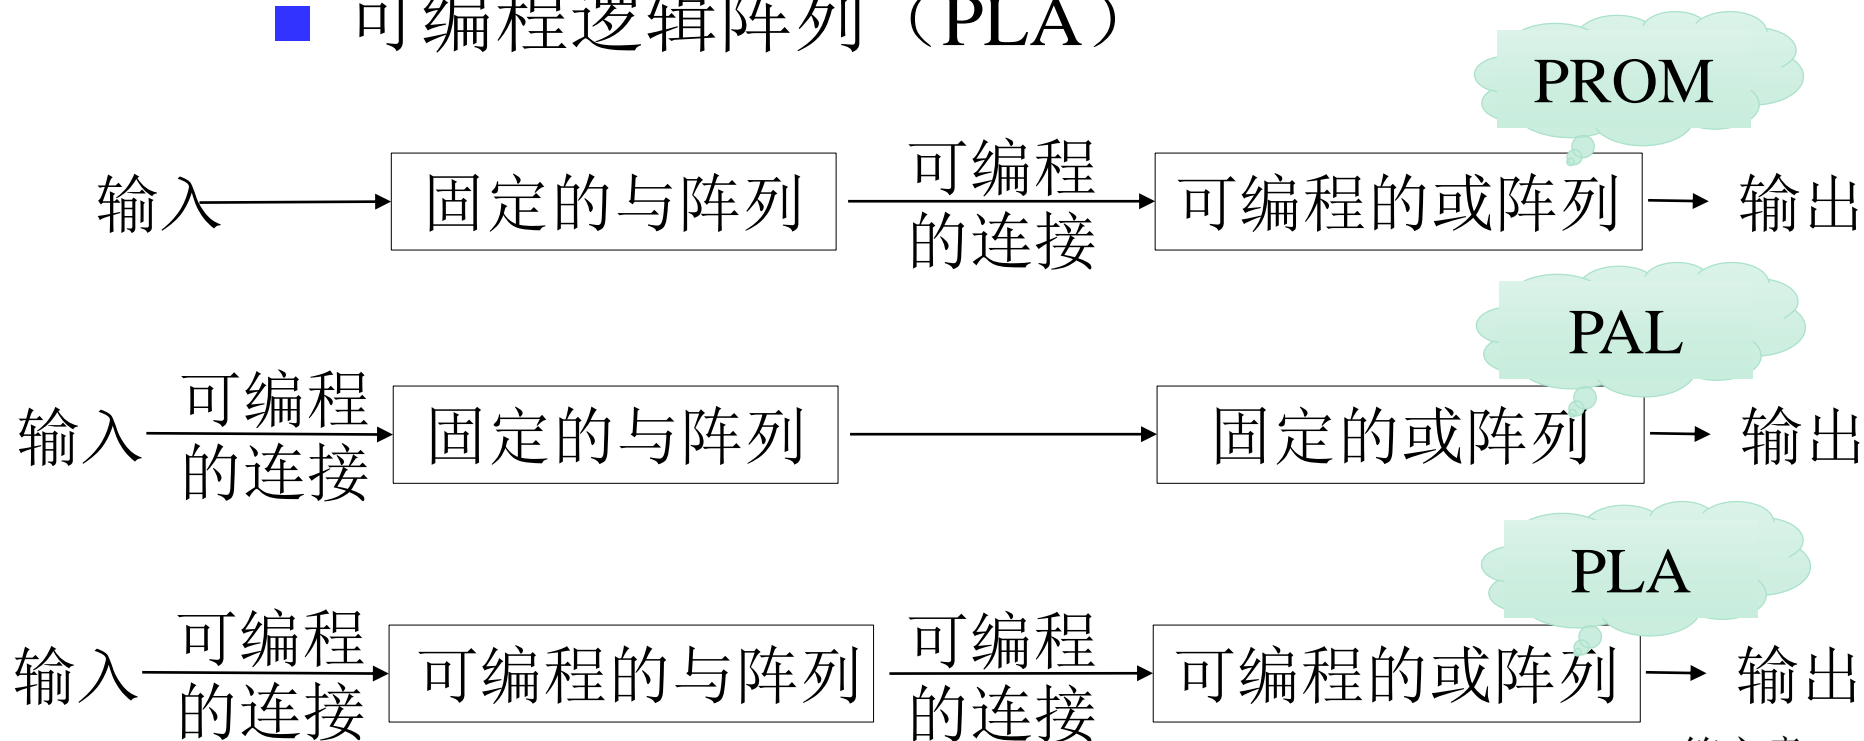 可编程逻辑阵列（PLA）
PROM
输入
固定的与阵列
可编程
的连接
可编程的或阵列
输出
PAL
输入
可编程
的连接
固定的与阵列
固定的或阵列
输出
PLA
输入
可编程
的连接
可编程的与阵列
可编程
的连接
可编程的或阵列
输出